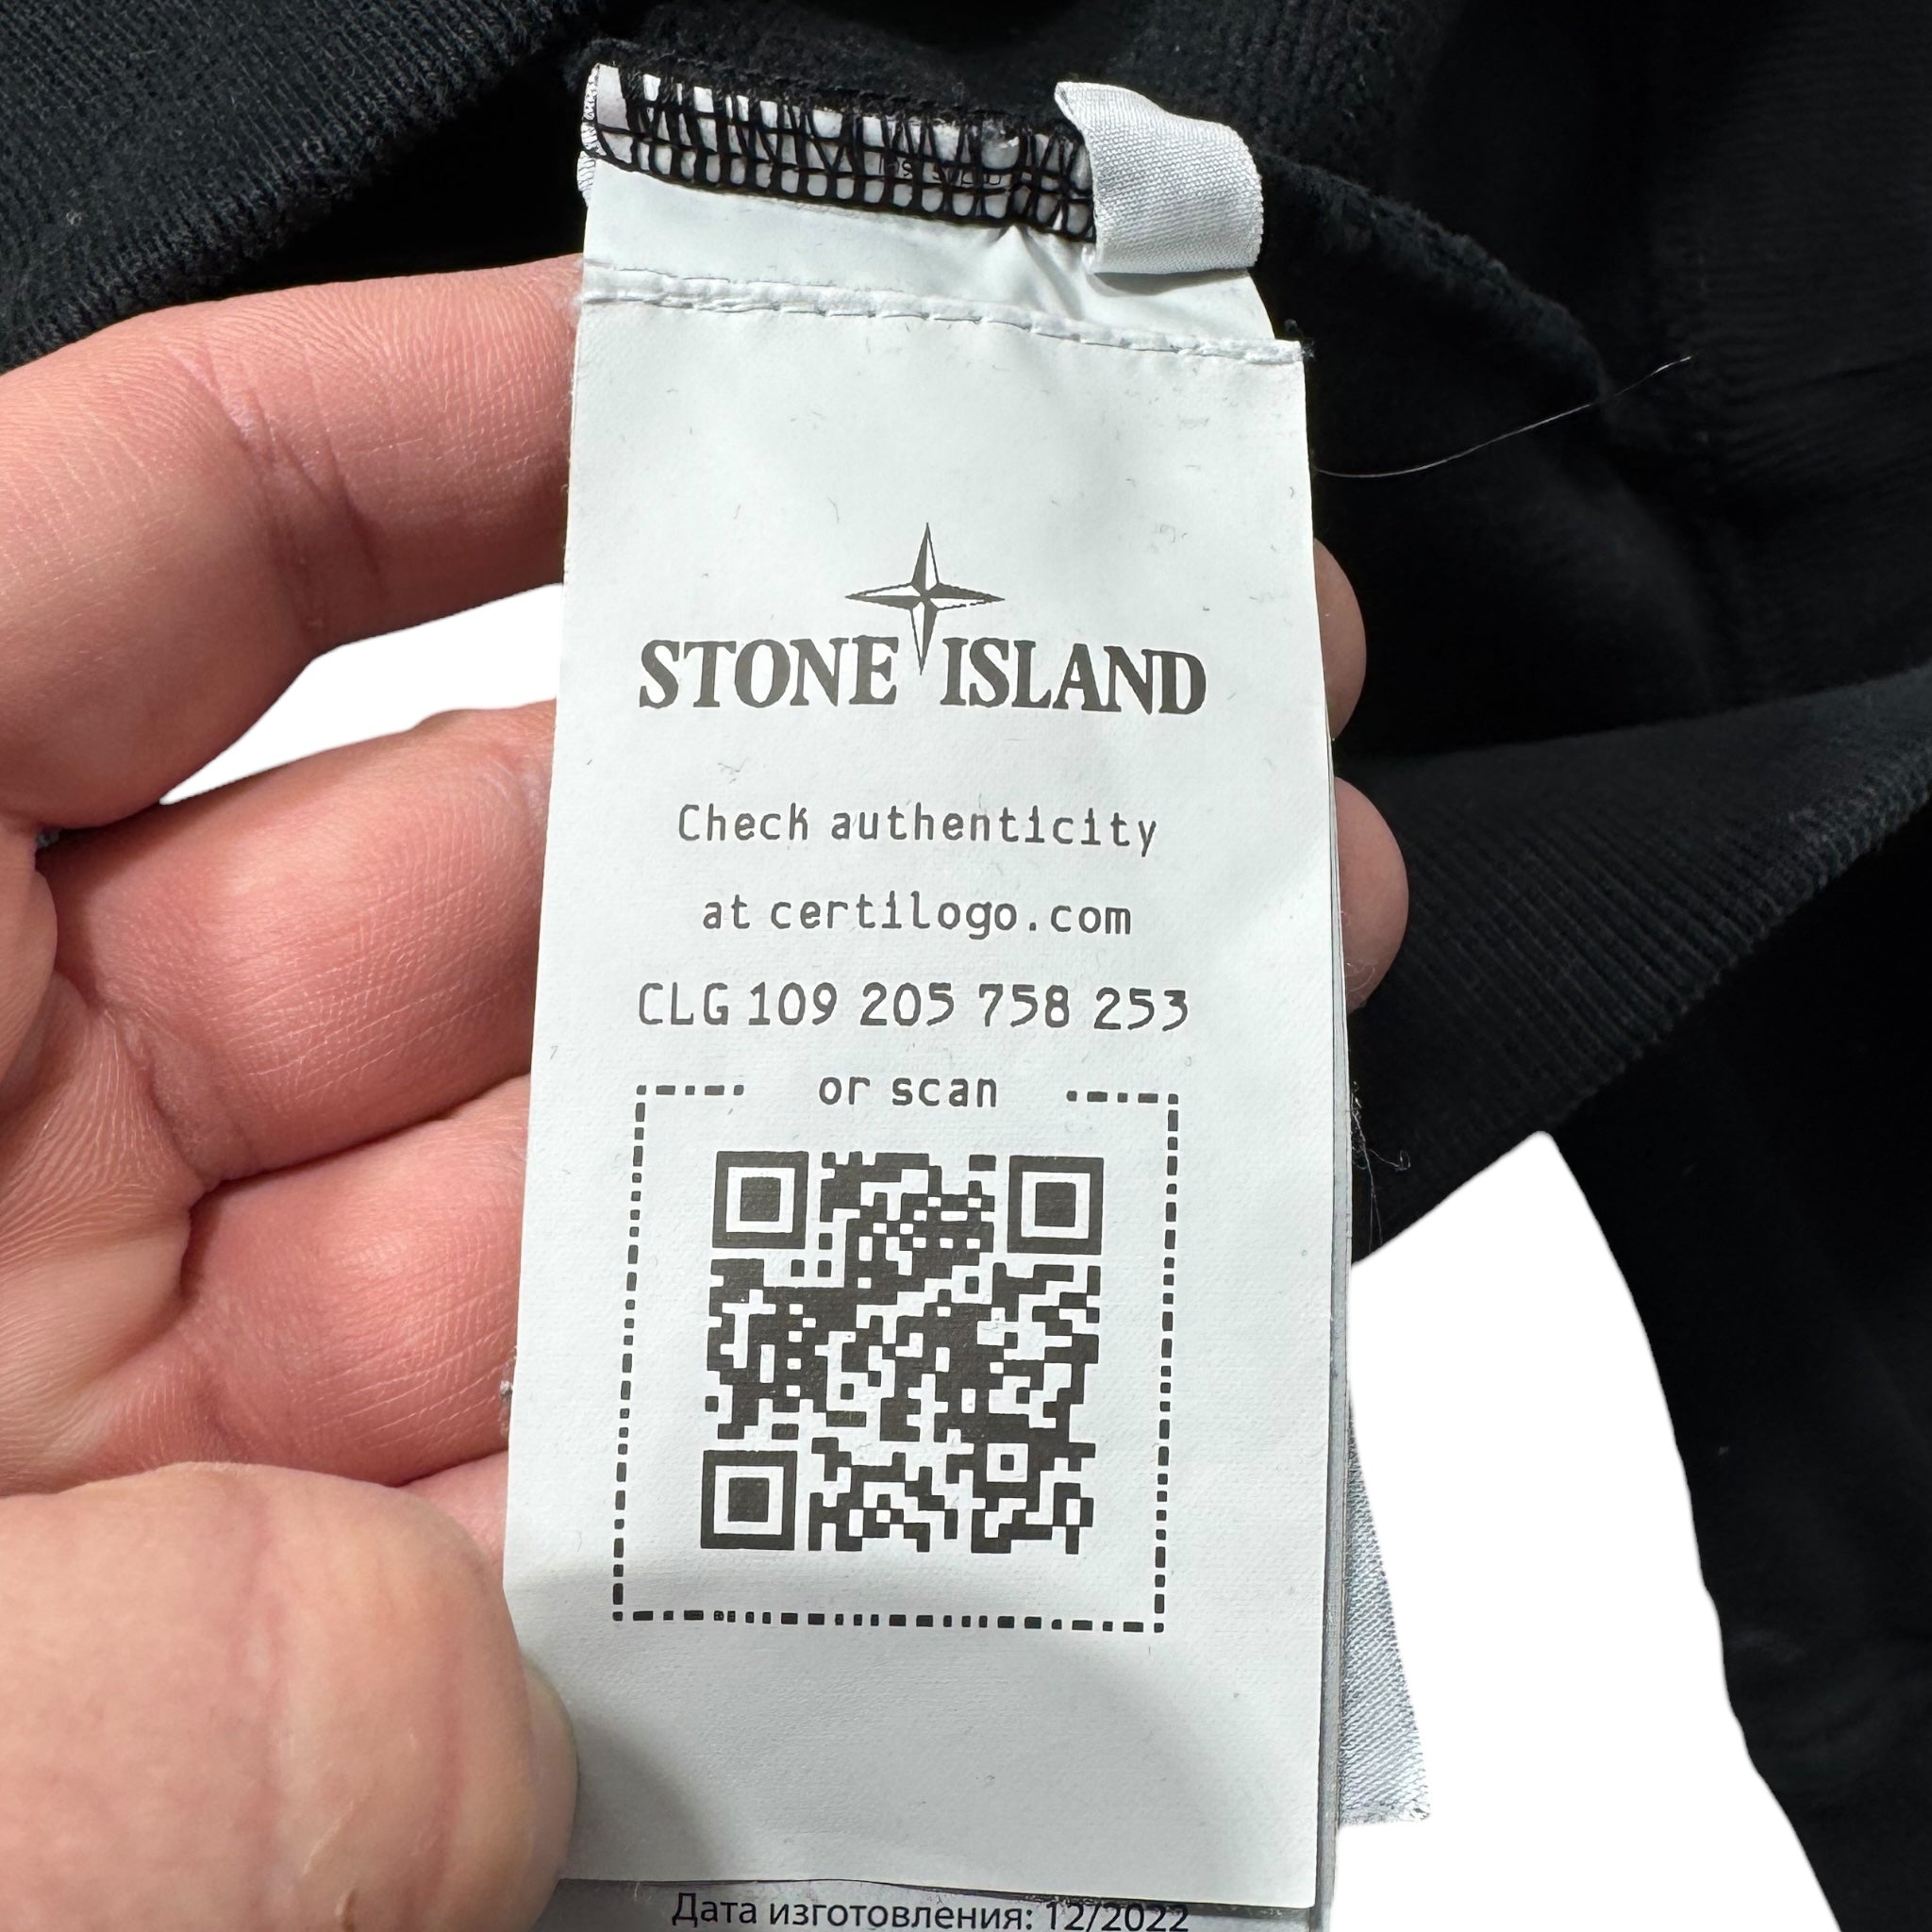 STONE ISLAND
Check authenticity
at certilogo.com
CLG 109 205 758 253
or scan
Дата изготовления: 12/2022